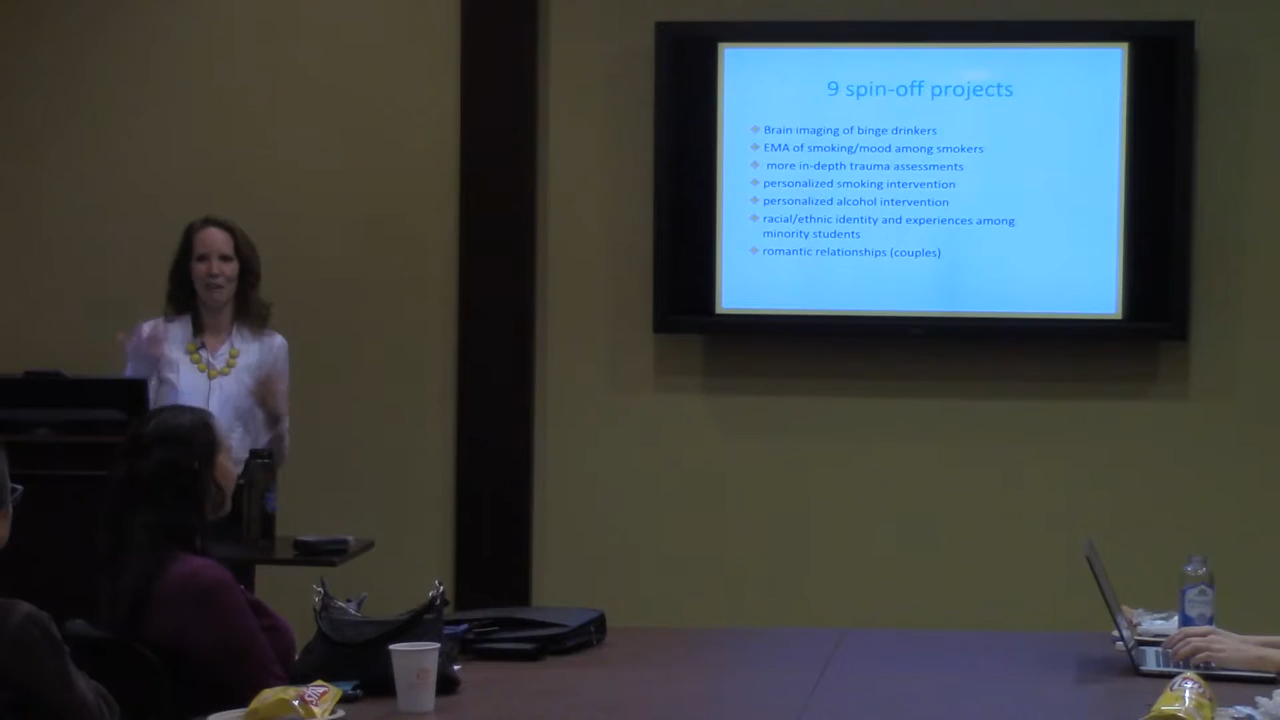 9 spin-off projects
Brain imaging of binge drinkers
EMA of smoking/mood among smokers
more in-depth trauma assessments
personalized smoking intervention
personalized alcohol intervention
racial/ethnic identity and experiences among
minority students
romantic relationships (couples)